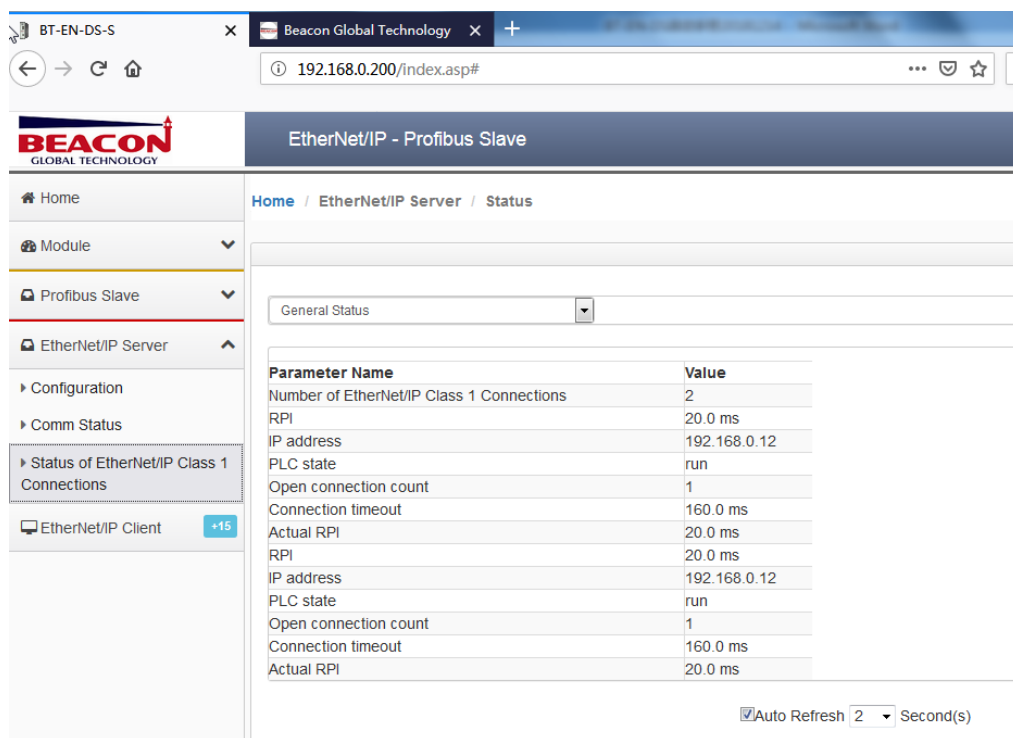 BT-EN-DS-S
Beacon Global Technology
192.168.0.200/index.asp#
BEACON
GLOBAL TECHNOLOGY
EtherNet/IP - Profibus Slave
Home
Module
Profibus Slave
EtherNet/IP Server
Configuration
Comm Status
Status of EtherNet/IP Class 1
Connections
EtherNet/IP Client +15
Home / EtherNet/IP Server / Status
General Status
Parameter Name Value
Number of EtherNet/IP Class 1 Connections 2
RPI 20.0 ms
IP address 192.168.0.12
PLC state run
Open connection count 1
Connection timeout 160.0 ms
Actual RPI 20.0 ms
RPI 20.0 ms
IP address 192.168.0.12
PLC state run
Open connection count 1
Connection timeout 160.0 ms
Actual RPI 20.0 ms
Auto Refresh 2 Second(s)